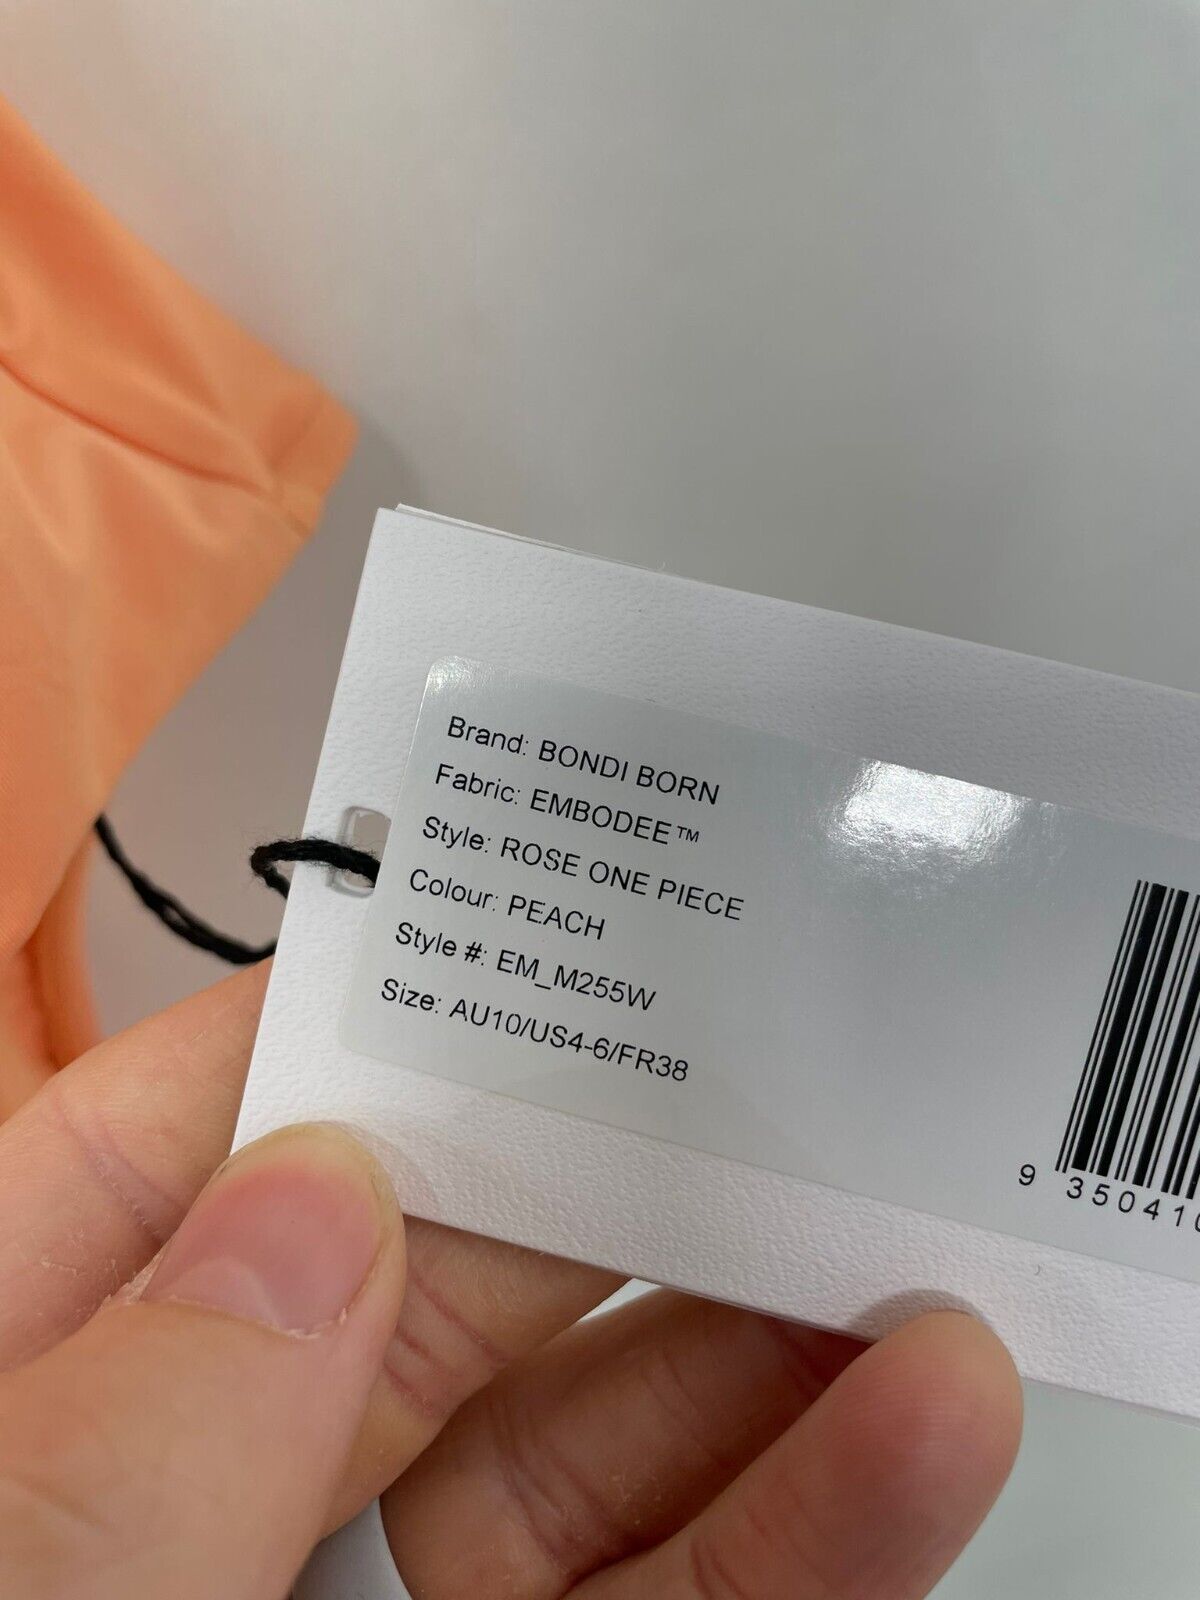 Brand: BONDI BORN
Fabric: EMBODEE™
Style: ROSE ONE PIECE
Colour: PEACH
Style #: EM_M255W
Size: AU10/US4-6/FR38
9 35041